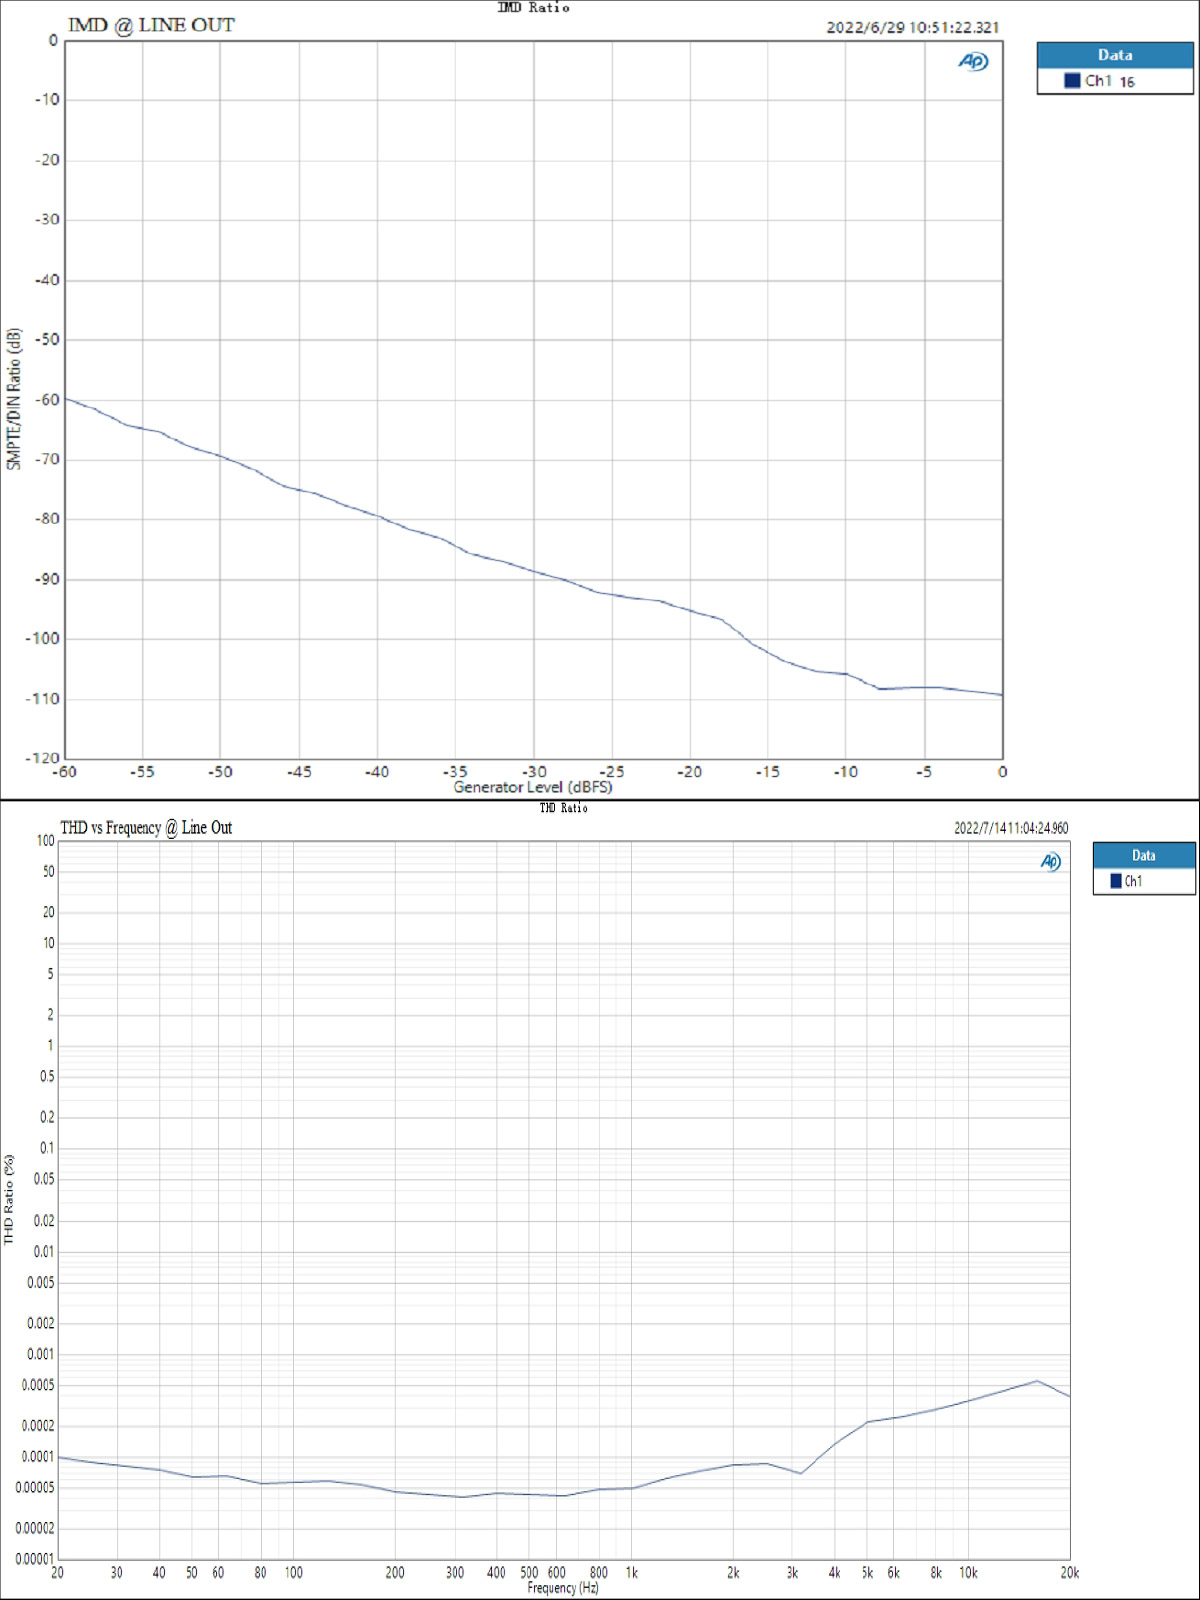 IMD Ratio
IMD @ LINE OUT
2022/6/29 10:51:22.321
AP
Data
Ch1 16
0
-10
-20
-30
-40
-50
-60
-70
-80
-90
-100
-110
-120
SMPTE/DIN Ratio (dB)
-60 -55 -50 -45 -40 -35 -30 -25 -20 -15 -10 -5 0
Generator Level (dBFS)
THD Ratio
THD vs Frequency @ Line Out
2022/7/14 11:04:24.960
AP
Data
Ch1
100
50
20
10
5
2
1
0.5
0.2
0.1
0.05
0.02
0.01
0.005
0.002
0.001
0.0005
0.0002
0.0001
0.00005
0.00002
0.00001
THD Ratio (%)
20 30 40 50 60 80 100 200 300 400 500 600 800 1k 2k 3k 4k 5k 6k 8k 10k 20k
Frequency (Hz)